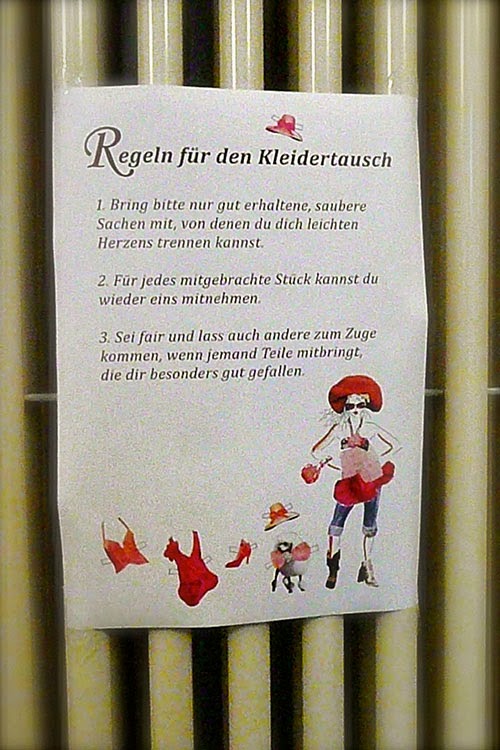 Regeln für den Kleidertausch
1. Bring bitte nur gut erhaltene, saubere
Sachen mit, von denen du dich leichten
Herzens trennen kannst.
2. Für jedes mitgebrachte Stück kannst du
wieder eins mitnehmen.
3. Sei fair und lass auch andere zum Zuge
kommen, wenn jemand Teile mitbringt,
die dir besonders gut gefallen.